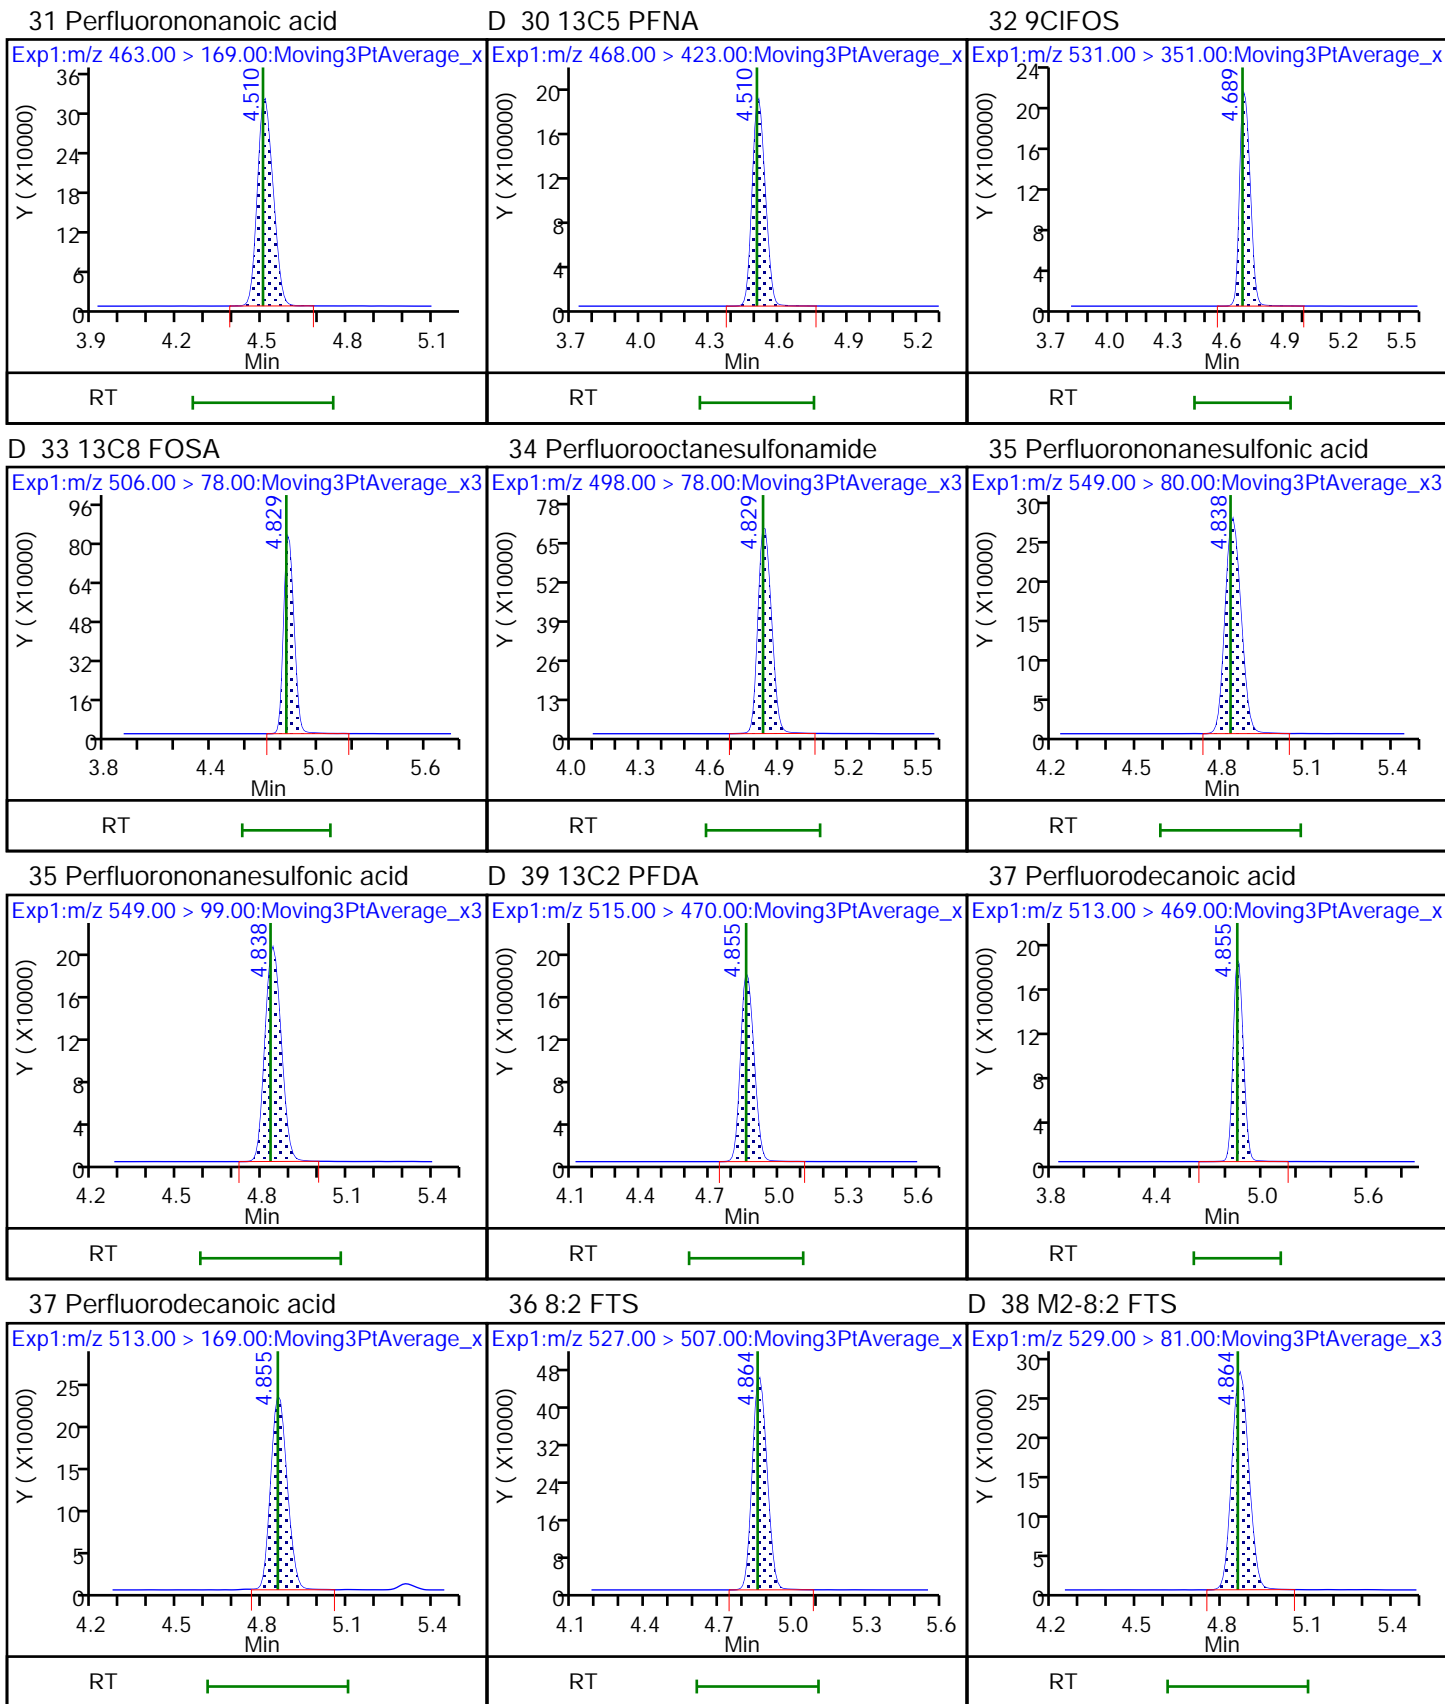 31 Perfluorononanoic acid
Exp1:m/z 463.00 > 169.00:Moving3PtAverage_x
Y ( X10000)
36
30
24
18
12
6
0
4.510
3.9 4.2 4.5 4.8 5.1
Min
RT
D 30 13C5 PFNA
Exp1:m/z 468.00 > 423.00:Moving3PtAverage_x
Y ( X100000)
20
16
12
8
4
0
4.510
3.7 4.0 4.3 4.6 4.9 5.2
Min
RT
32 9ClFOS
Exp1:m/z 531.00 > 351.00:Moving3PtAverage_x
Y ( X100000)
24
20
16
12
8
4
0
4.689
3.7 4.0 4.3 4.6 4.9 5.2 5.5
Min
RT
D 33 13C8 FOSA
Exp1:m/z 506.00 > 78.00:Moving3PtAverage_x3
Y ( X10000)
96
80
64
48
32
16
0
4.829
3.8 4.4 5.0 5.6
Min
RT
34 Perfluorooctanesulfonamide
Exp1:m/z 498.00 > 78.00:Moving3PtAverage_x3
Y ( X10000)
78
65
52
39
26
13
0
4.829
4.0 4.3 4.6 4.9 5.2 5.5
Min
RT
35 Perfluorononanesulfonic acid
Exp1:m/z 549.00 > 80.00:Moving3PtAverage_x3
Y ( X10000)
30
25
20
15
10
5
0
4.838
4.2 4.5 4.8 5.1 5.4
Min
RT
35 Perfluorononanesulfonic acid
Exp1:m/z 549.00 > 99.00:Moving3PtAverage_x3
Y ( X10000)
20
16
12
8
4
0
4.838
4.2 4.5 4.8 5.1 5.4
Min
RT
D 39 13C2 PFDA
Exp1:m/z 515.00 > 470.00:Moving3PtAverage_x
Y ( X100000)
20
16
12
8
4
0
4.855
4.1 4.4 4.7 5.0 5.3 5.6
Min
RT
37 Perfluorodecanoic acid
Exp1:m/z 513.00 > 469.00:Moving3PtAverage_x
Y ( X100000)
20
16
12
8
4
0
4.855
3.8 4.4 5.0 5.6
Min
RT
37 Perfluorodecanoic acid
Exp1:m/z 513.00 > 169.00:Moving3PtAverage_x
Y ( X10000)
25
20
15
10
5
0
4.855
4.2 4.5 4.8 5.1 5.4
Min
RT
36 8:2 FTS
Exp1:m/z 527.00 > 507.00:Moving3PtAverage_x
Y ( X10000)
48
40
32
24
16
8
0
4.864
4.1 4.4 4.7 5.0 5.3 5.6
Min
RT
D 38 M2-8:2 FTS
Exp1:m/z 529.00 > 81.00:Moving3PtAverage_x3
Y ( X10000)
30
25
20
15
10
5
0
4.864
4.2 4.5 4.8 5.1 5.4
Min
RT